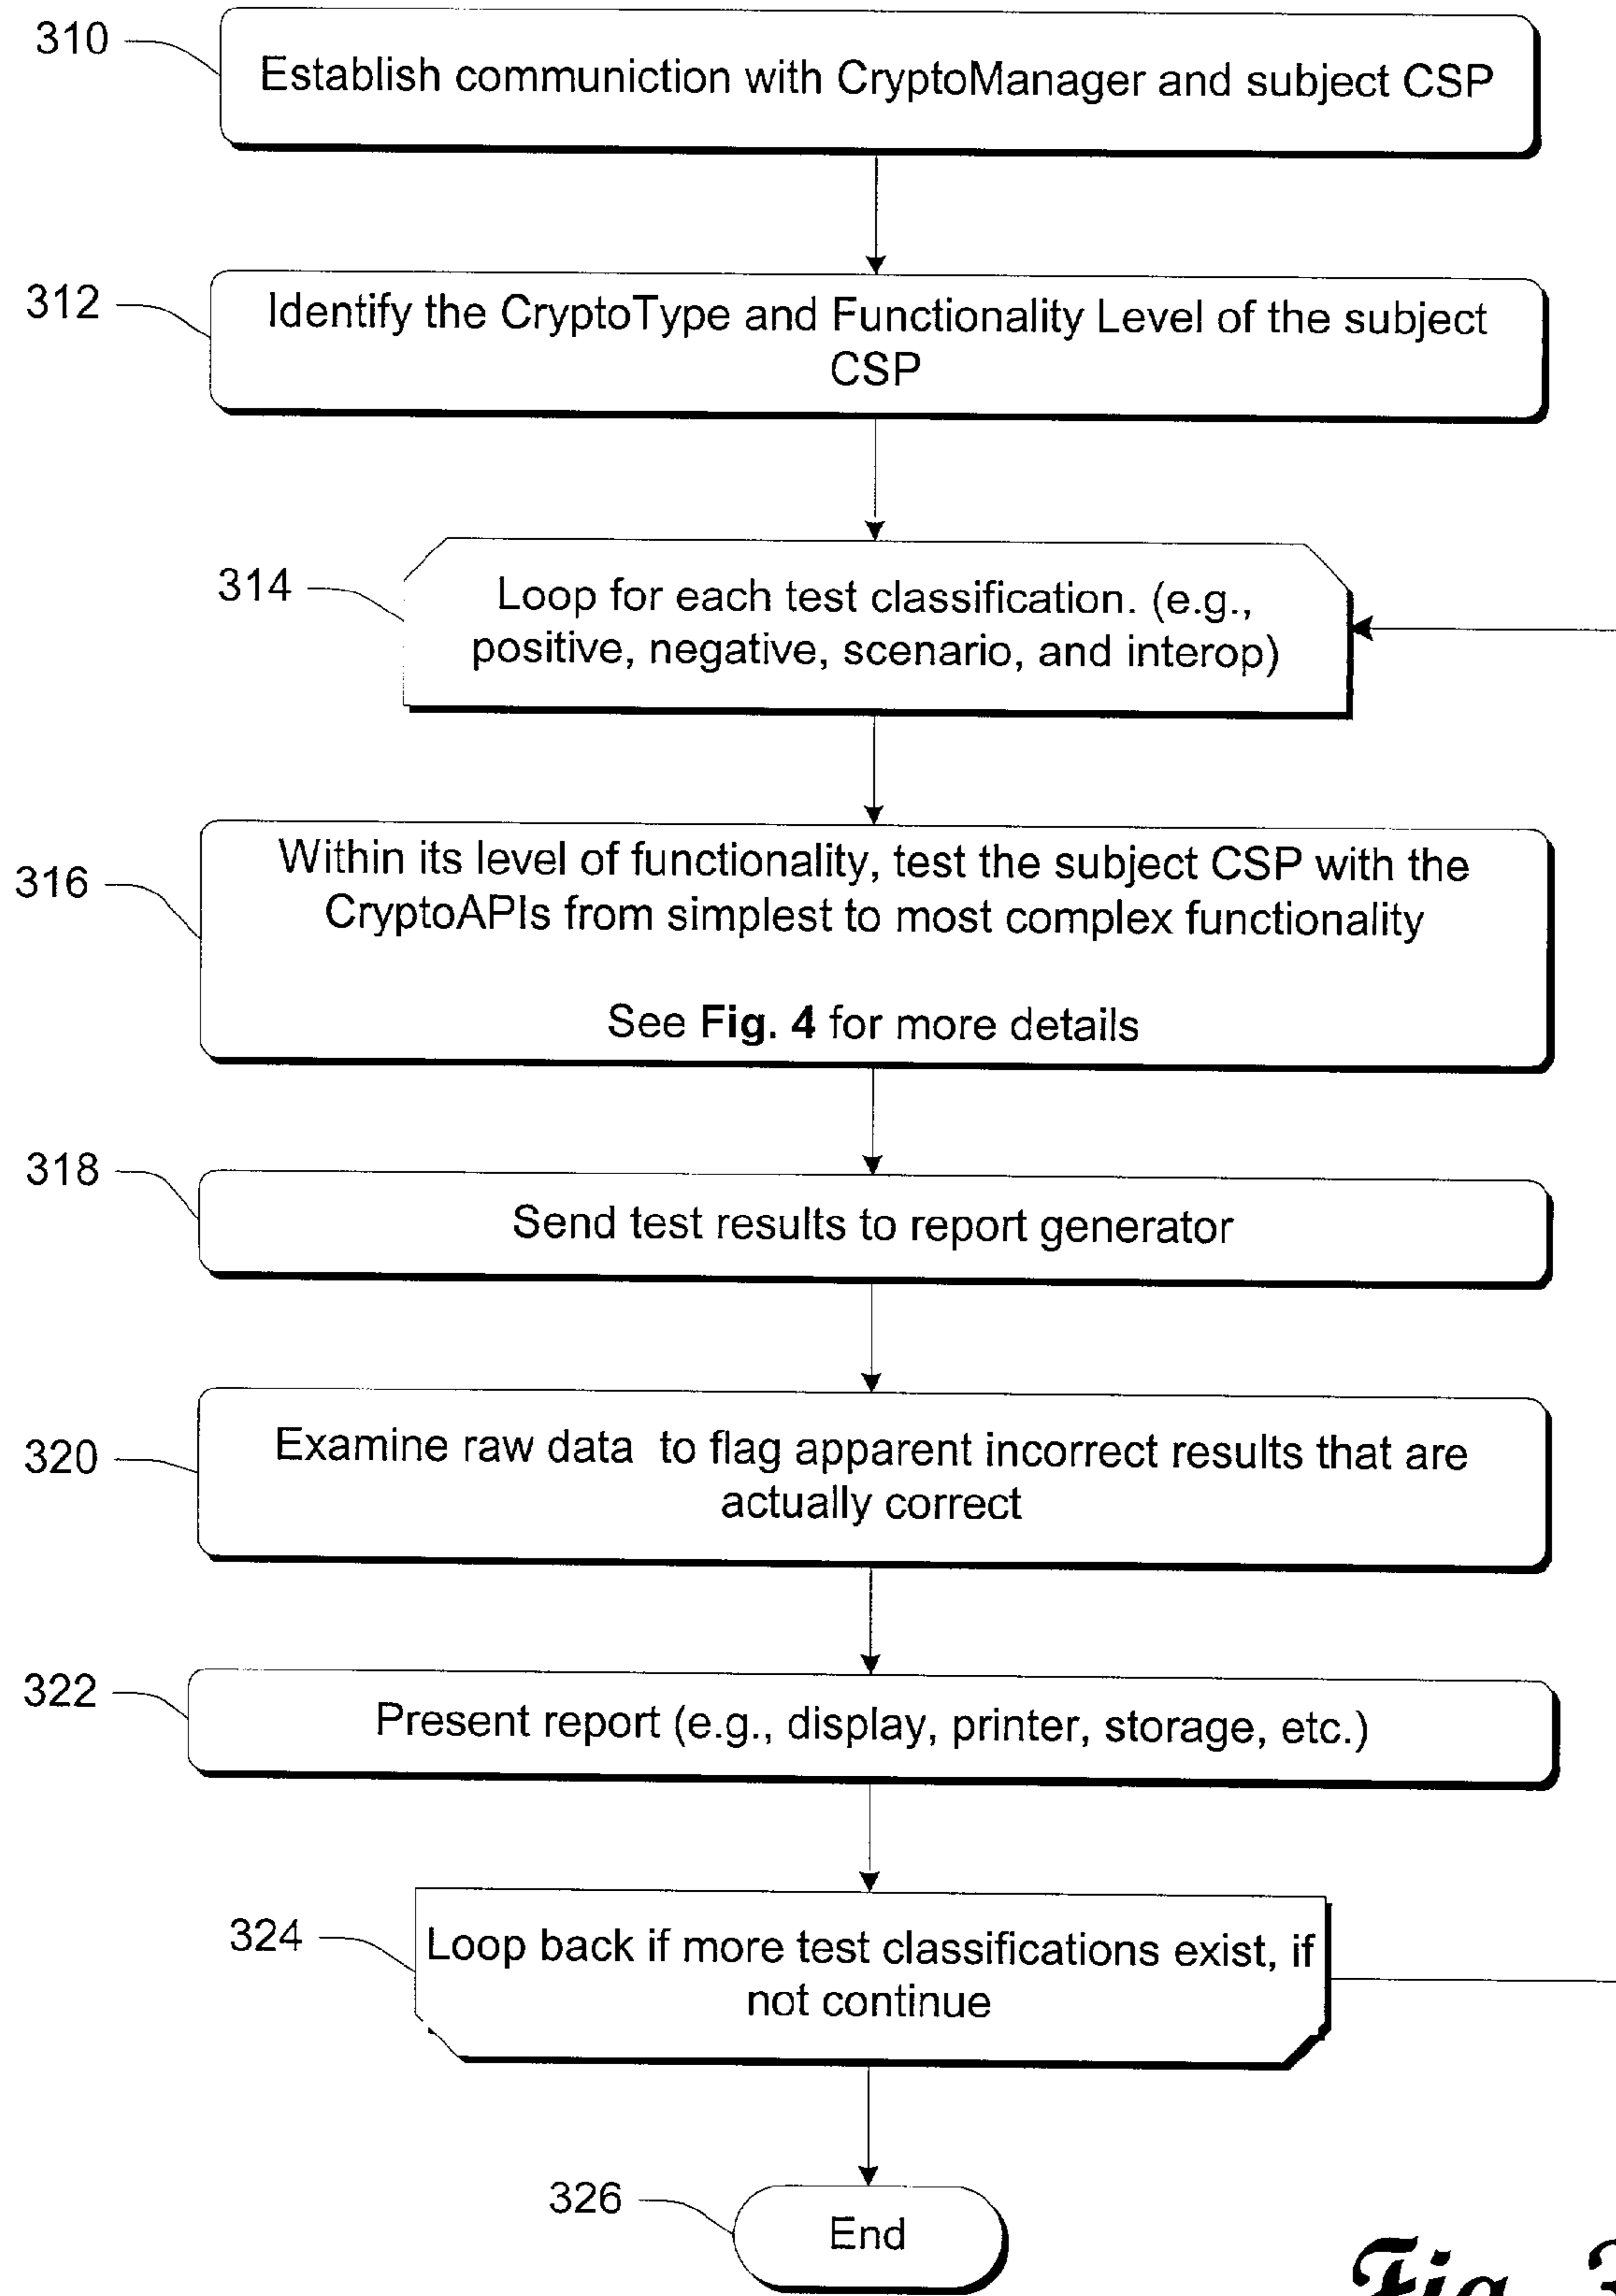 310
Establish communiction with CryptoManager and subject CSP
312
Identify the CryptoType and Functionality Level of the subject
CSP
314
Loop for each test classification. (e.g.,
positive, negative, scenario, and interop)
316
Within its level of functionality, test the subject CSP with the
CryptoAPIs from simplest to most complex functionality
See Fig. 4 for more details
318
Send test results to report generator
320
Examine raw data to flag apparent incorrect results that are
actually correct
322
Present report (e.g., display, printer, storage, etc.)
324
Loop back if more test classifications exist, if
not continue
326
End
Fig.